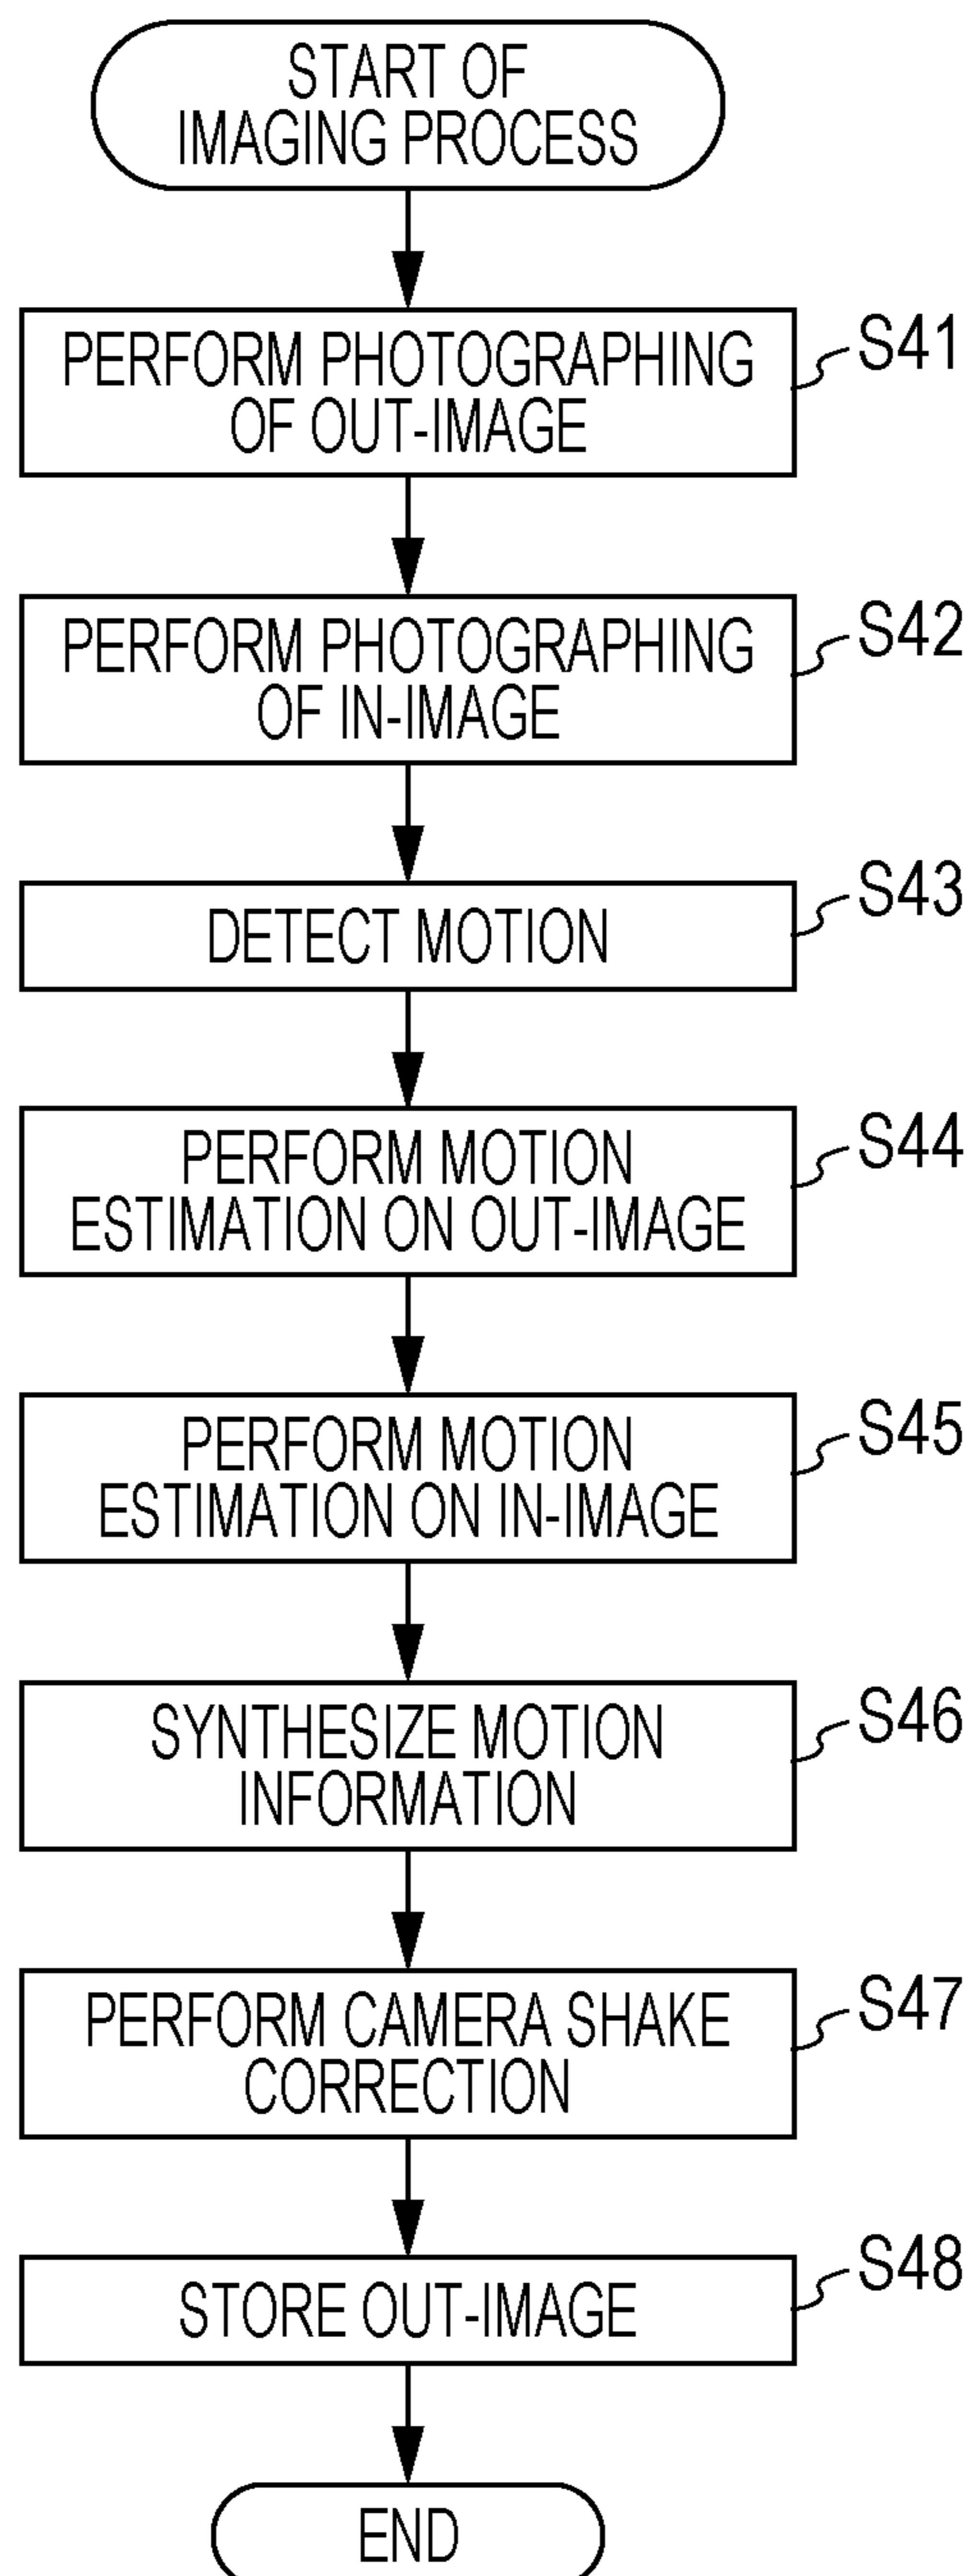 START OF
IMAGING PROCESS
PERFORM PHOTOGRAPHING
OF OUT-IMAGE
S41
PERFORM PHOTOGRAPHING
OF IN-IMAGE
S42
DETECT MOTION
S43
PERFORM MOTION
ESTIMATION ON OUT-IMAGE
S44
PERFORM MOTION
ESTIMATION ON IN-IMAGE
S45
SYNTHESIZE MOTION
INFORMATION
S46
PERFORM CAMERA SHAKE
CORRECTION
S47
STORE OUT-IMAGE
S48
END